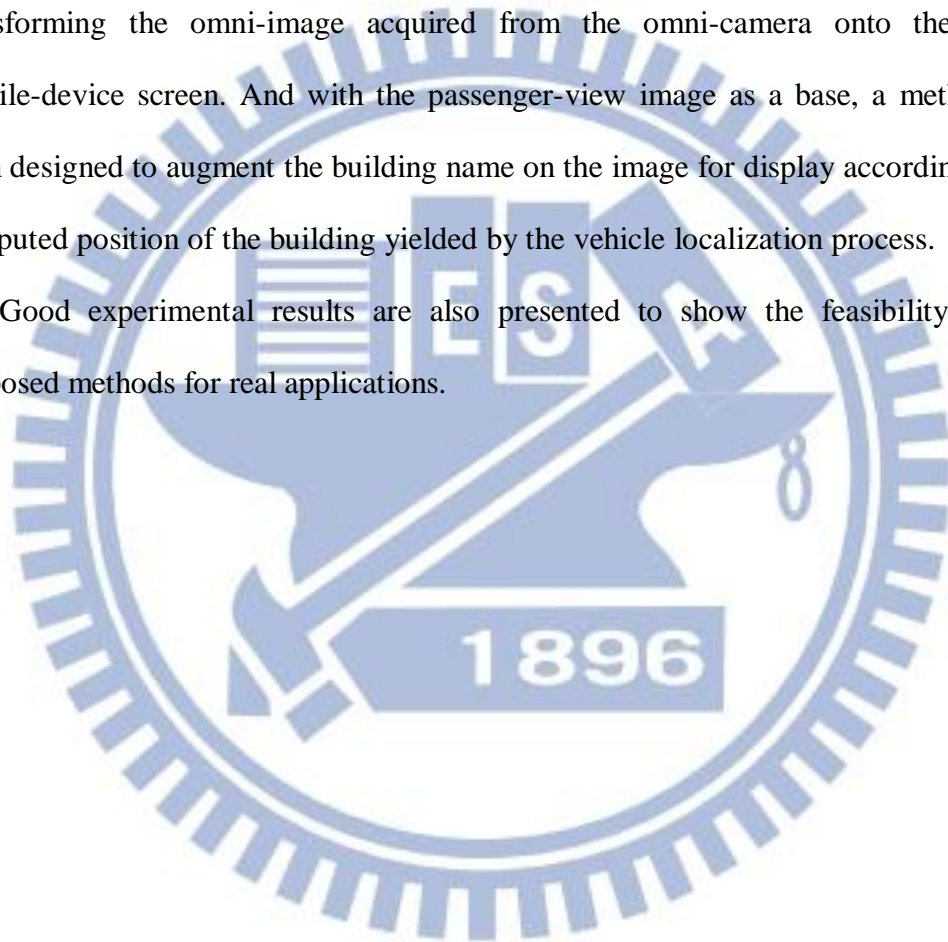 sforming the omni-image acquired from the omni-camera onto the
ile-device screen. And with the passenger-view image as a base, a met
designed to augment the building name on the image for display accordin
puted position of the building yielded by the vehicle localization process.
Good experimental results are also presented to show the feasibility
osed methods for real applications.
E S A
1896